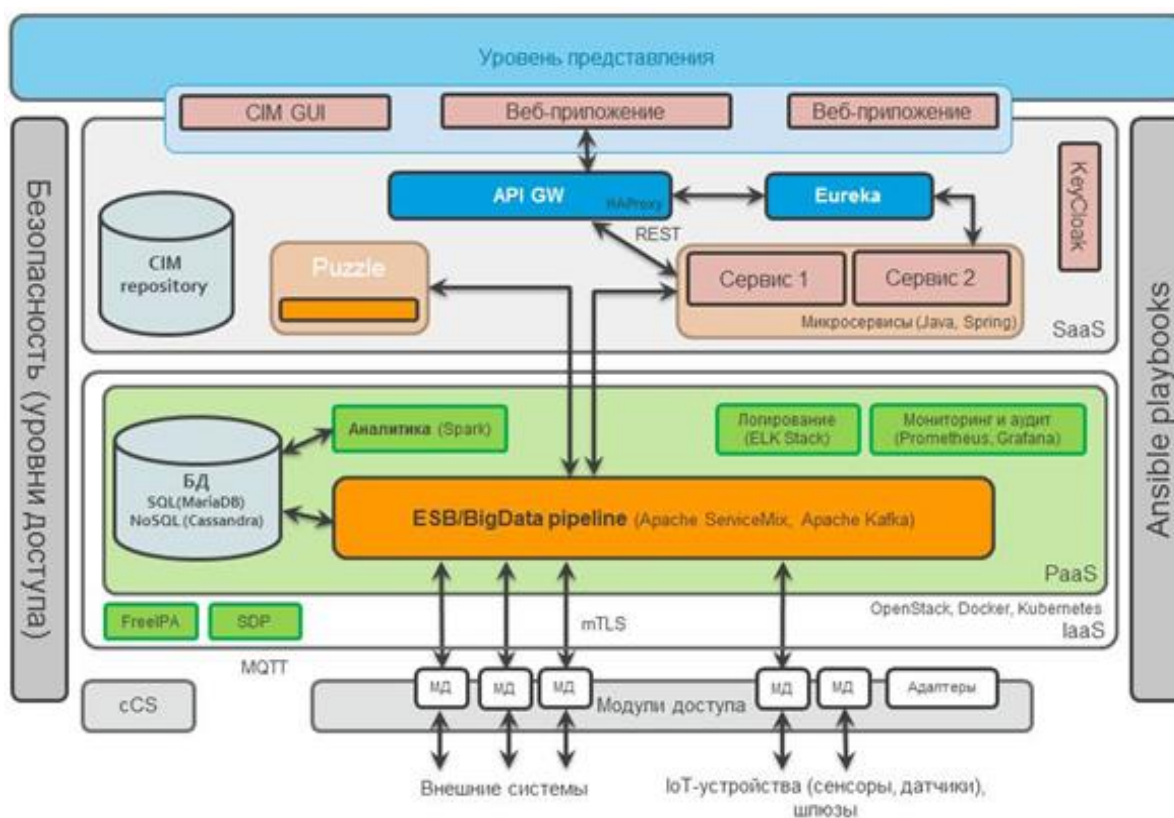 Уровень представления
CIM GUI
Веб-приложение
Веб-приложение
Безопасность (уровни доступа)
Ansible playbooks
KeyCloak
API GW
HAProxy
Eureka
REST
CIM
repository
Puzzle
Сервис 1
Сервис 2
Микросервисы (Java, Spring)
SaaS
Аналитика (Spark)
Логирование
(ELK Stack)
Мониторинг и аудит
(Prometheus, Grafana)
БД
SQL(MariaDB)
NoSQL (Cassandra)
ESB/BigData pipeline (Apache ServiceMix, Apache Kafka)
PaaS
OpenStack, Docker, Kubernetes
IaaS
FreeIPA
SDP
mTLS
MQTT
cCS
МД
МД
МД
МД
МД
Адаптеры
Модули доступа
Внешние системы
IoT-устройства (сенсоры, датчики),
шлюзы